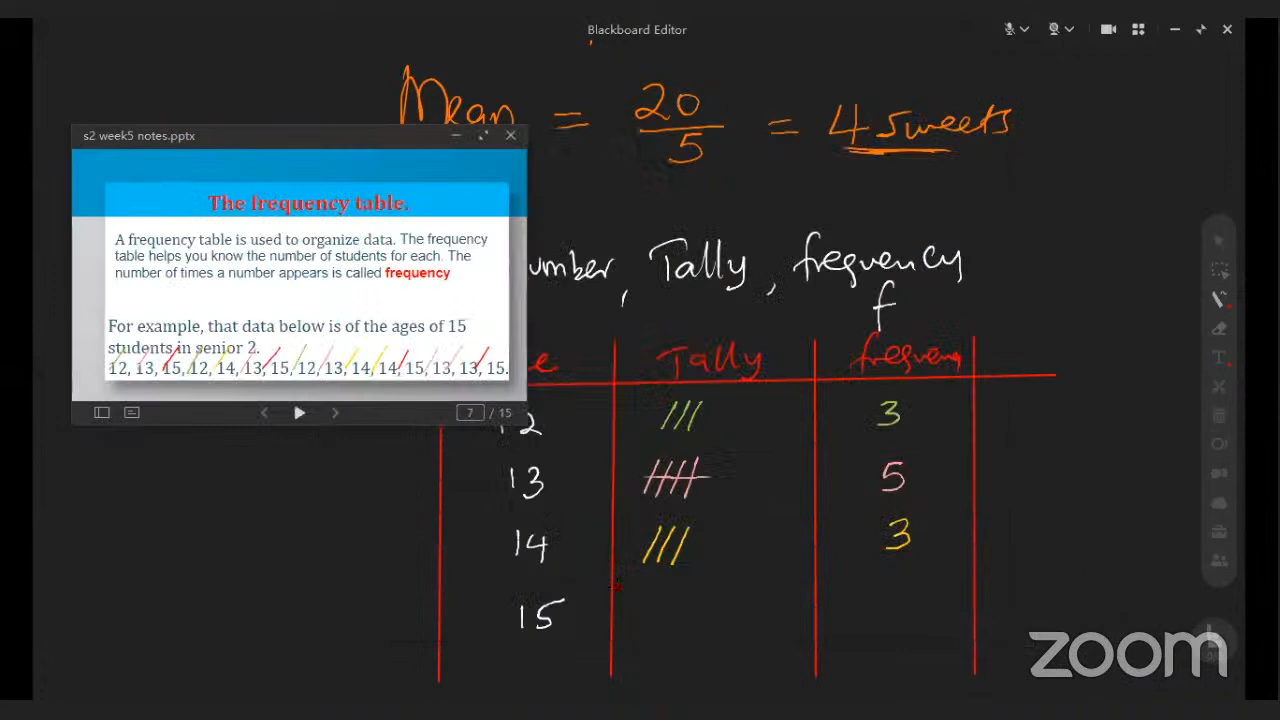 Blackboard Editor
Mean = 20/5 = 4 sweets
s2 week5 notes.pptx
The frequency table.
A frequency table is used to organize data. The frequency
table helps you know the number of students for each. The
number of times a number appears is called frequency
For example, that data below is of the ages of 15
students in senior 2.
12, 13, 15, 12, 14, 13, 15, 12, 13, 14, 14, 15, 13, 13, 15.
7 / 15
umber, Tally, frequency
f
e Tally frequency
12 3
13 5
14 3
15
zoom